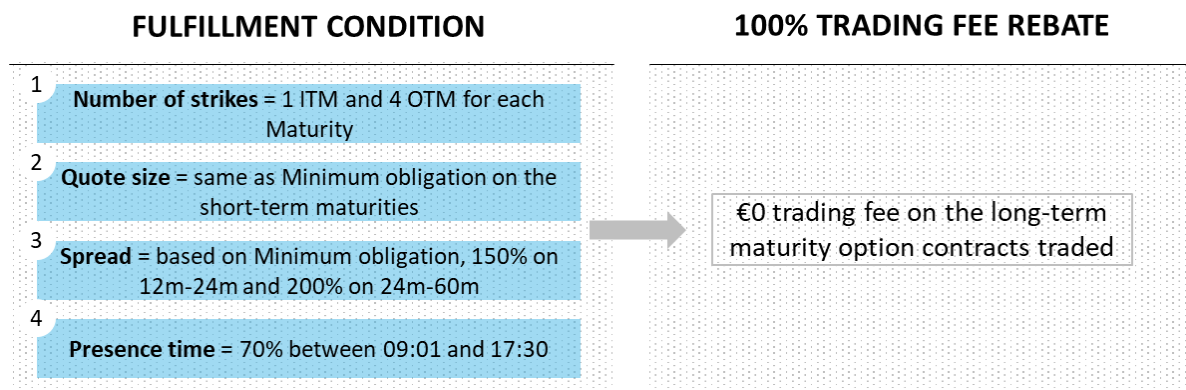 FULFILLMENT CONDITION
1
Number of strikes = 1 ITM and 4 OTM for each
Maturity
2
Quote size = same as Minimum obligation on the
short-term maturities
3
Spread = based on Minimum obligation, 150% on
12m-24m and 200% on 24m-60m
4
Presence time = 70% between 09:01 and 17:30
100% TRADING FEE REBATE
€0 trading fee on the long-term
maturity option contracts traded